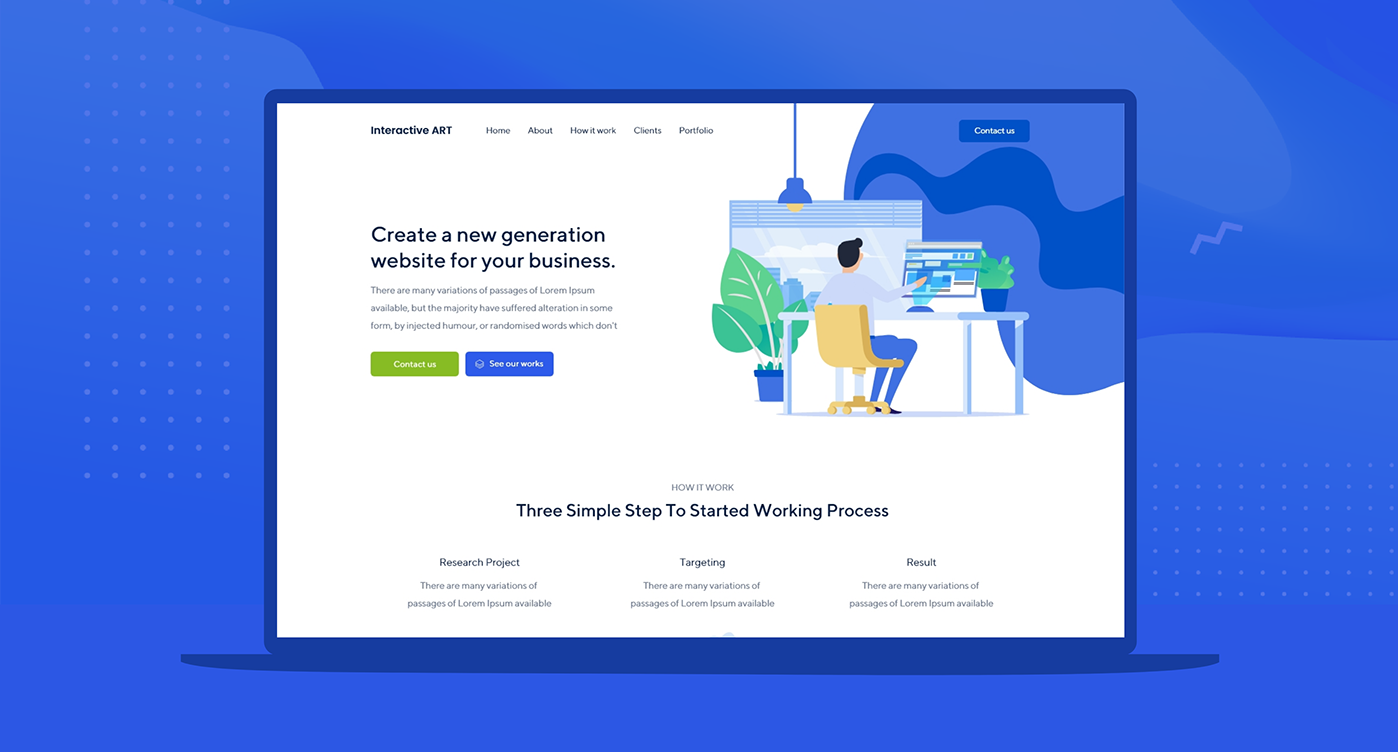 Interactive ART Home About How it work Clients Portfolio Contact us
Create a new generation
website for your business.
There are many variations of passages of Lorem Ipsum
available, but the majority have suffered alteration in some
form, by injected humour, or randomised words which don't
Contact us See our works
HOW IT WORK
Three Simple Step To Started Working Process
Research Project
There are many variations of
passages of Lorem Ipsum available
Targeting
There are many variations of
passages of Lorem Ipsum available
Result
There are many variations of
passages of Lorem Ipsum available